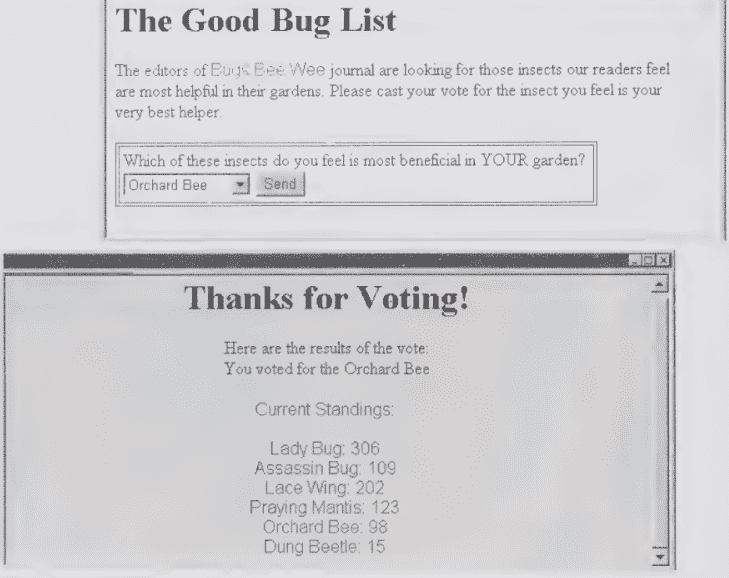 The Good Bug List
The editors of Bugs Bee Wee journal are looking for those insects our readers feel
are most helpful in their gardens. Please cast your vote for the insect you feel is your
very best helper.
Which of these insects do you feel is most beneficial in YOUR garden?
Orchard Bee Send
Thanks for Voting!
Here are the results of the vote:
You voted for the Orchard Bee
Current Standings:
Lady Bug: 306
Assassin Bug: 109
Lace Wing: 202
Praying Mantis: 123
Orchard Bee: 98
Dung Beetle: 15